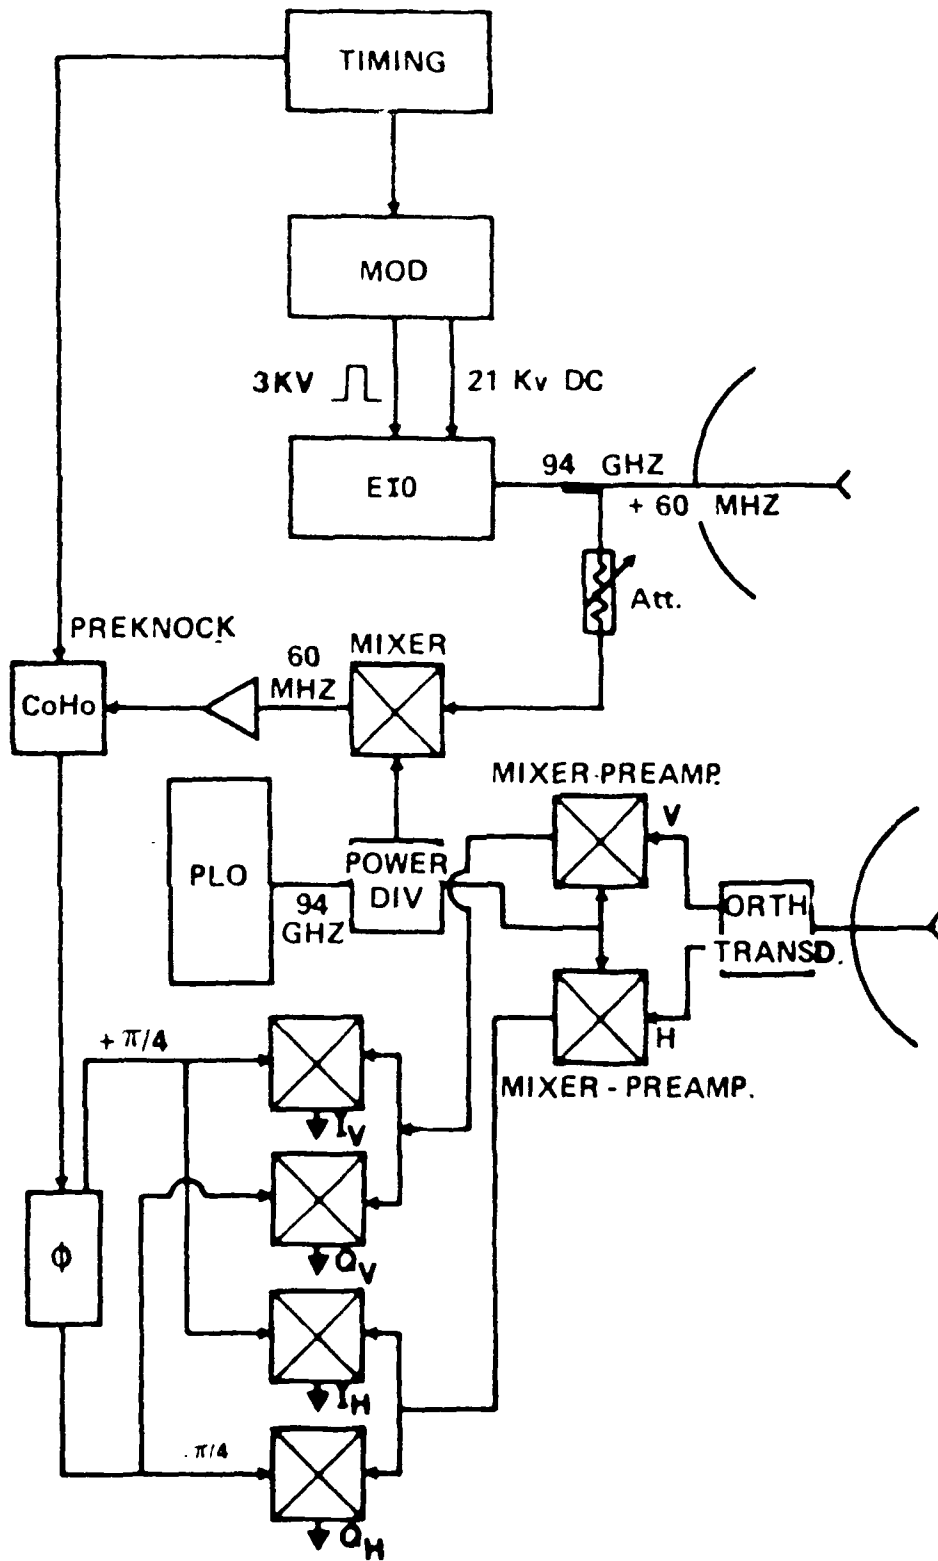 TIMING
MOD
3KV
21 Kv DC
EIO
94 GHZ
+ 60 MHZ
Att.
PREKNOCK
MIXER
60
MHZ
CoHo
MIXER-PREAMP.
V
PLO
POWER
DIV
94
GHZ
ORTH
TRANSD.
H
MIXER - PREAMP.
+ π/4
I_V
Φ
Q_V
I_H
- π/4
Q_H